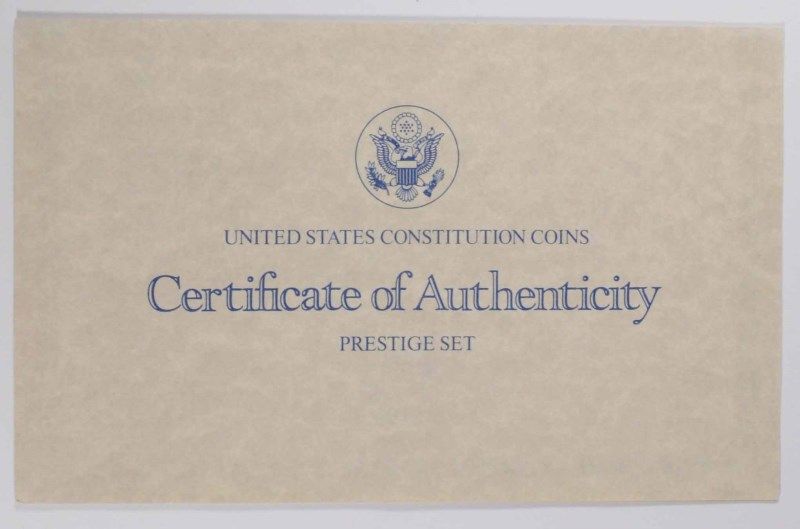 UNITED STATES CONSTITUTION COINS
Certificate of Authenticity
PRESTIGE SET